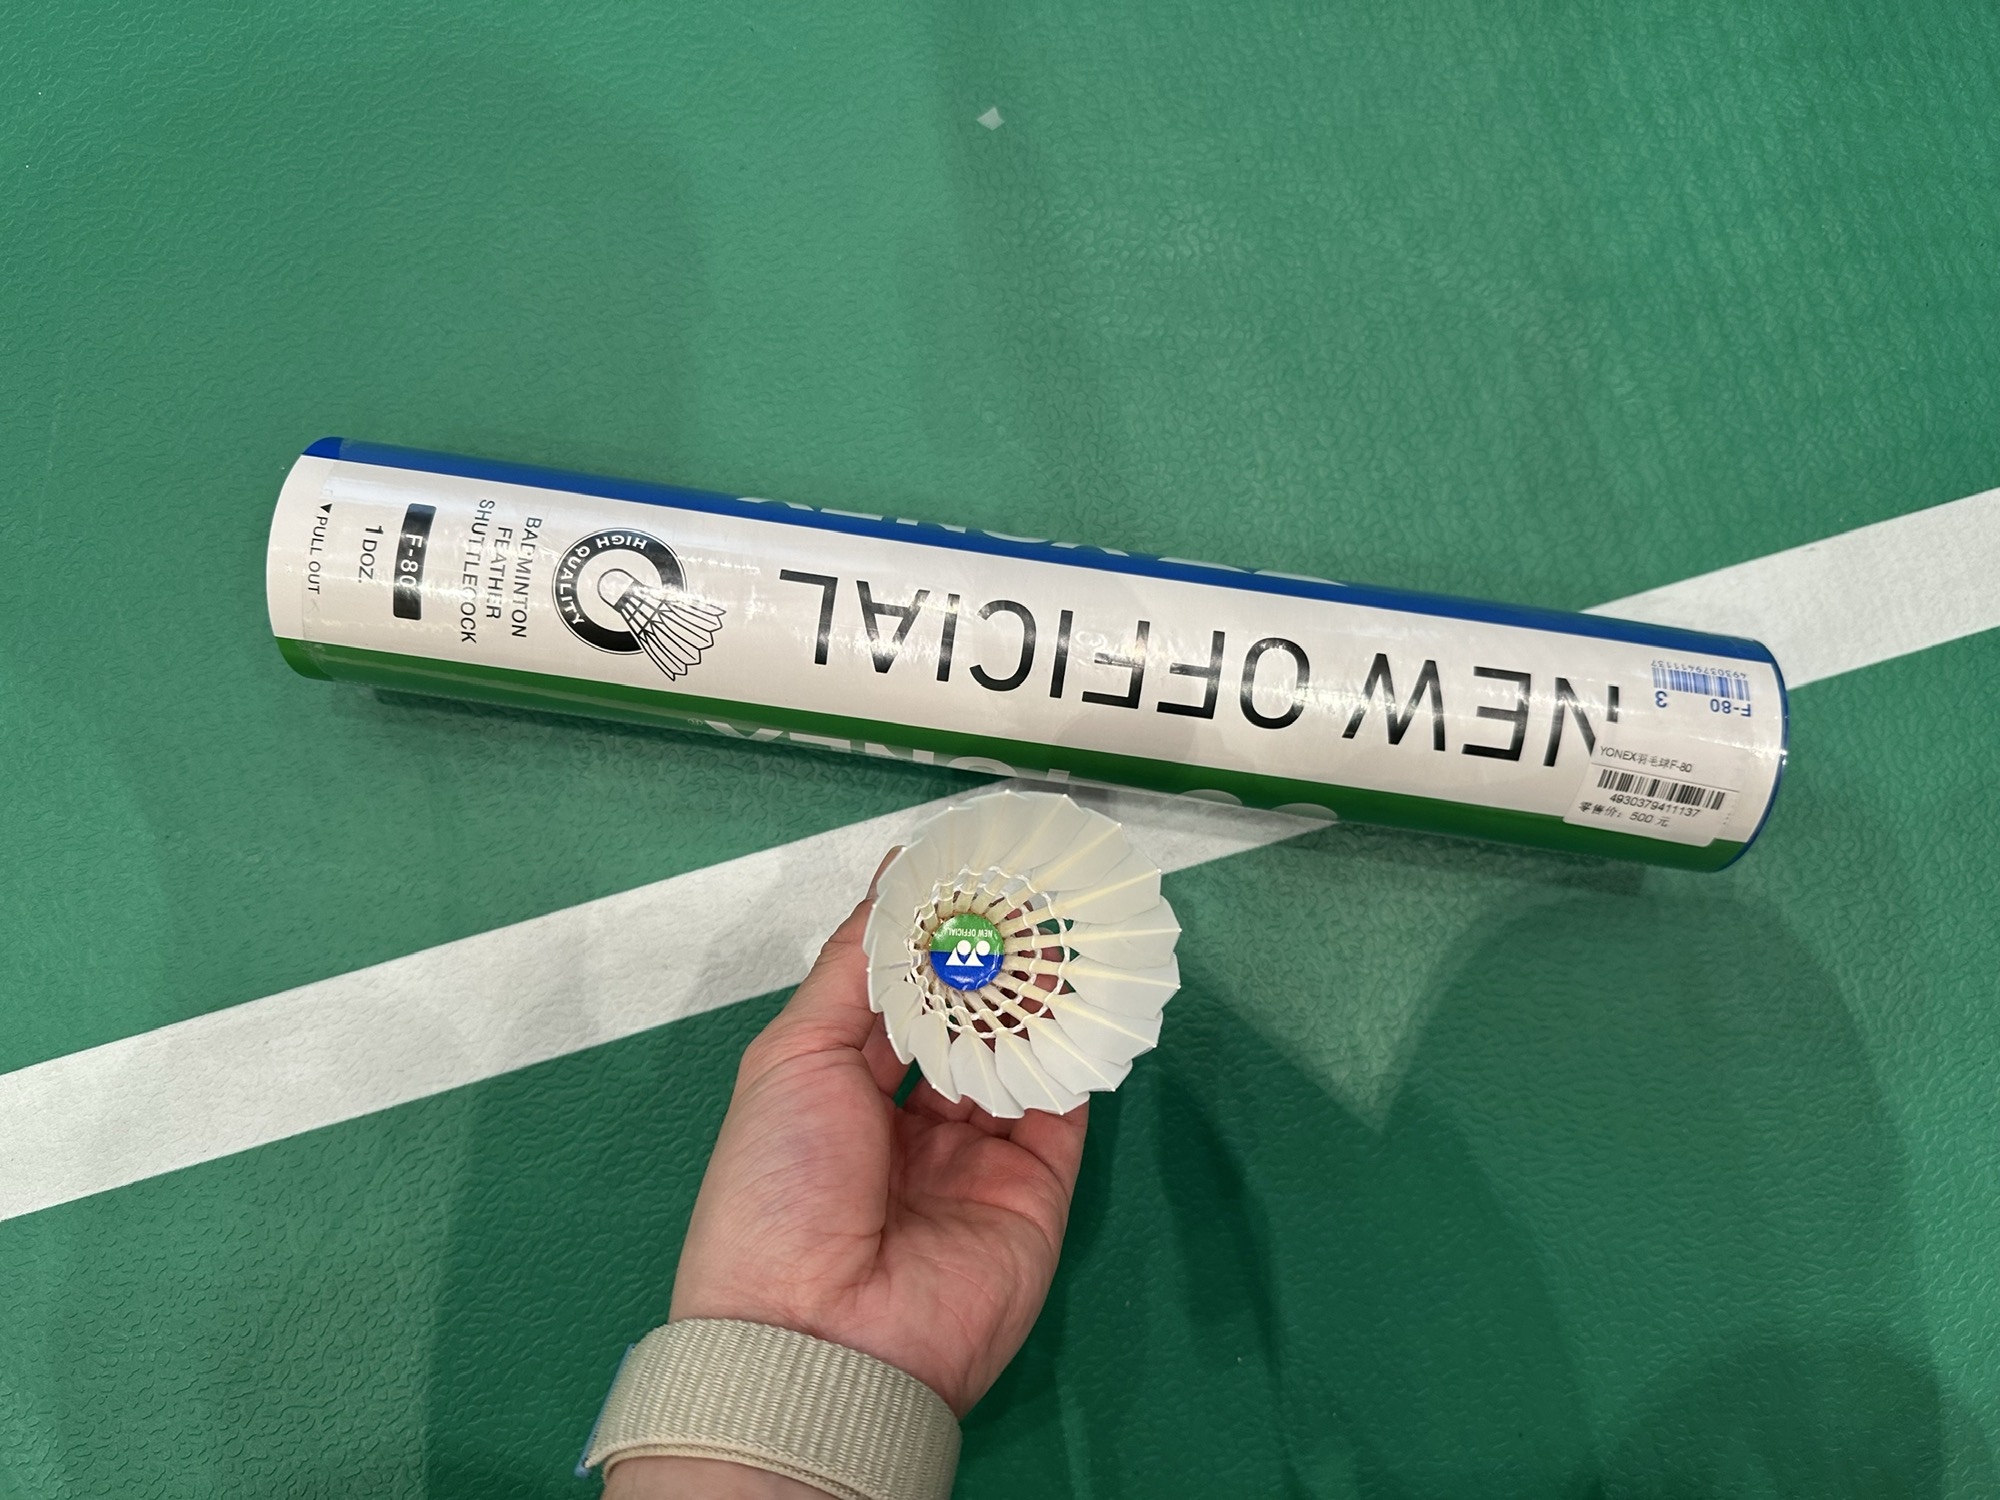 ▼PULL OUT
1 DOZ.
F-80
BADMINTON
FEATHER
SHUTTLECOCK
HIGH QUALITY
NEW OFFICIAL
F-80
3
4930379411137
YONEX羽毛球F-80
4930379411137
零售价: 500 元
NEW OFFICIAL